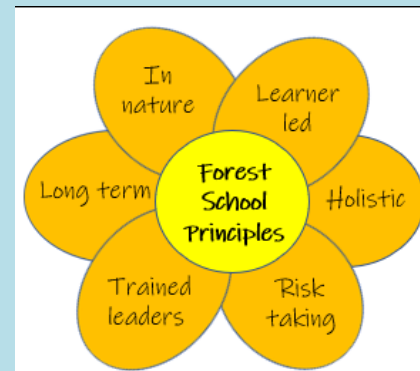 In
nature
Learner
led
Long term
Forest
School
Principles
Holistic
Trained
leaders
Risk
taking